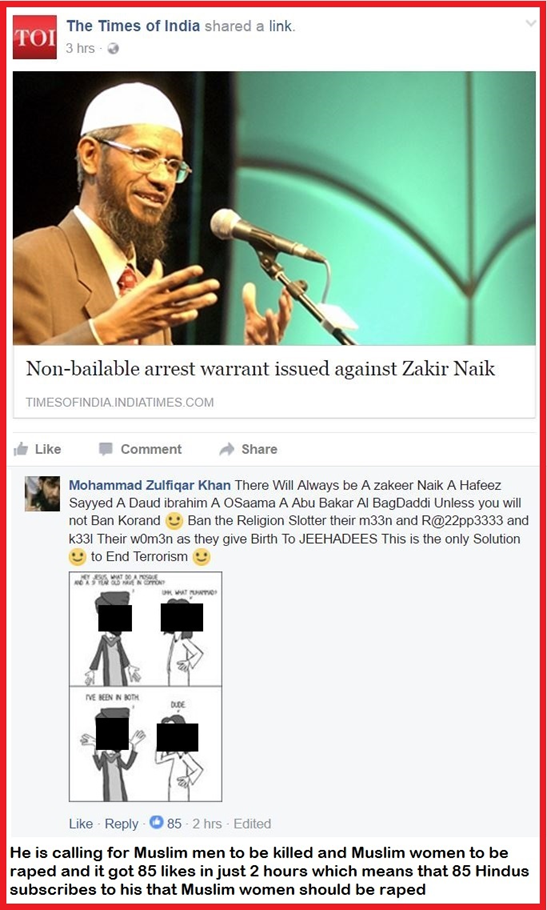 TOI
The Times of India shared a link.
3 hrs ·
Non-bailable arrest warrant issued against Zakir Naik
TIMESOFINDIA.INDIATIMES.COM
Like Comment Share
Mohammad Zulfiqar Khan There Will Always be A zakeer Naik A Hafeez
Sayyed A Daud ibrahim A OSaama A Abu Bakar Al BagDaddi Unless you will
not Ban Korand 🙂 Ban the Religion Slotter their m33n and R@22pp3333 and
k33l Their w0m3n as they give Birth To JEEHADEES This is the only Solution
🙂 to End Terrorism 🙂
HEY JESUS, WHAT DO A MOSQUE
AND A 9 YEAR OLD HAVE IN COMMON?
UHH, WHAT MUHAMMAD?
I'VE BEEN IN BOTH.
DUDE.
Like · Reply · 85 · 2 hrs · Edited
He is calling for Muslim men to be killed and Muslim women to be
raped and it got 85 likes in just 2 hours which means that 85 Hindus
subscribes to his that Muslim women should be raped